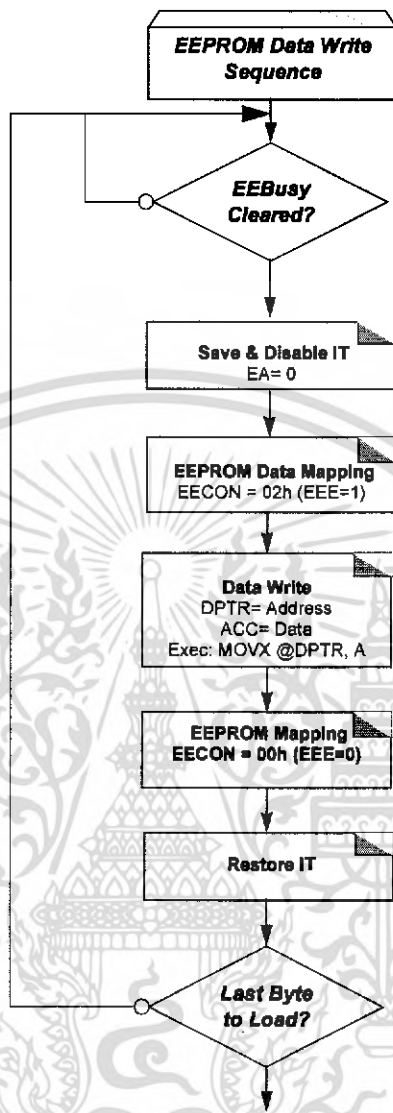 EEPROM Data Write
Sequence
EEBusy
Cleared?
Save & Disable IT
EA= 0
EEPROM Data Mapping
EECON = 02h (EEE=1)
Data Write
DPTR= Address
ACC= Data
Exec: MOVX @DPTR, A
EEPROM Mapping
EECON = 00h (EEE=0)
Restore IT
Last Byte
to Load?